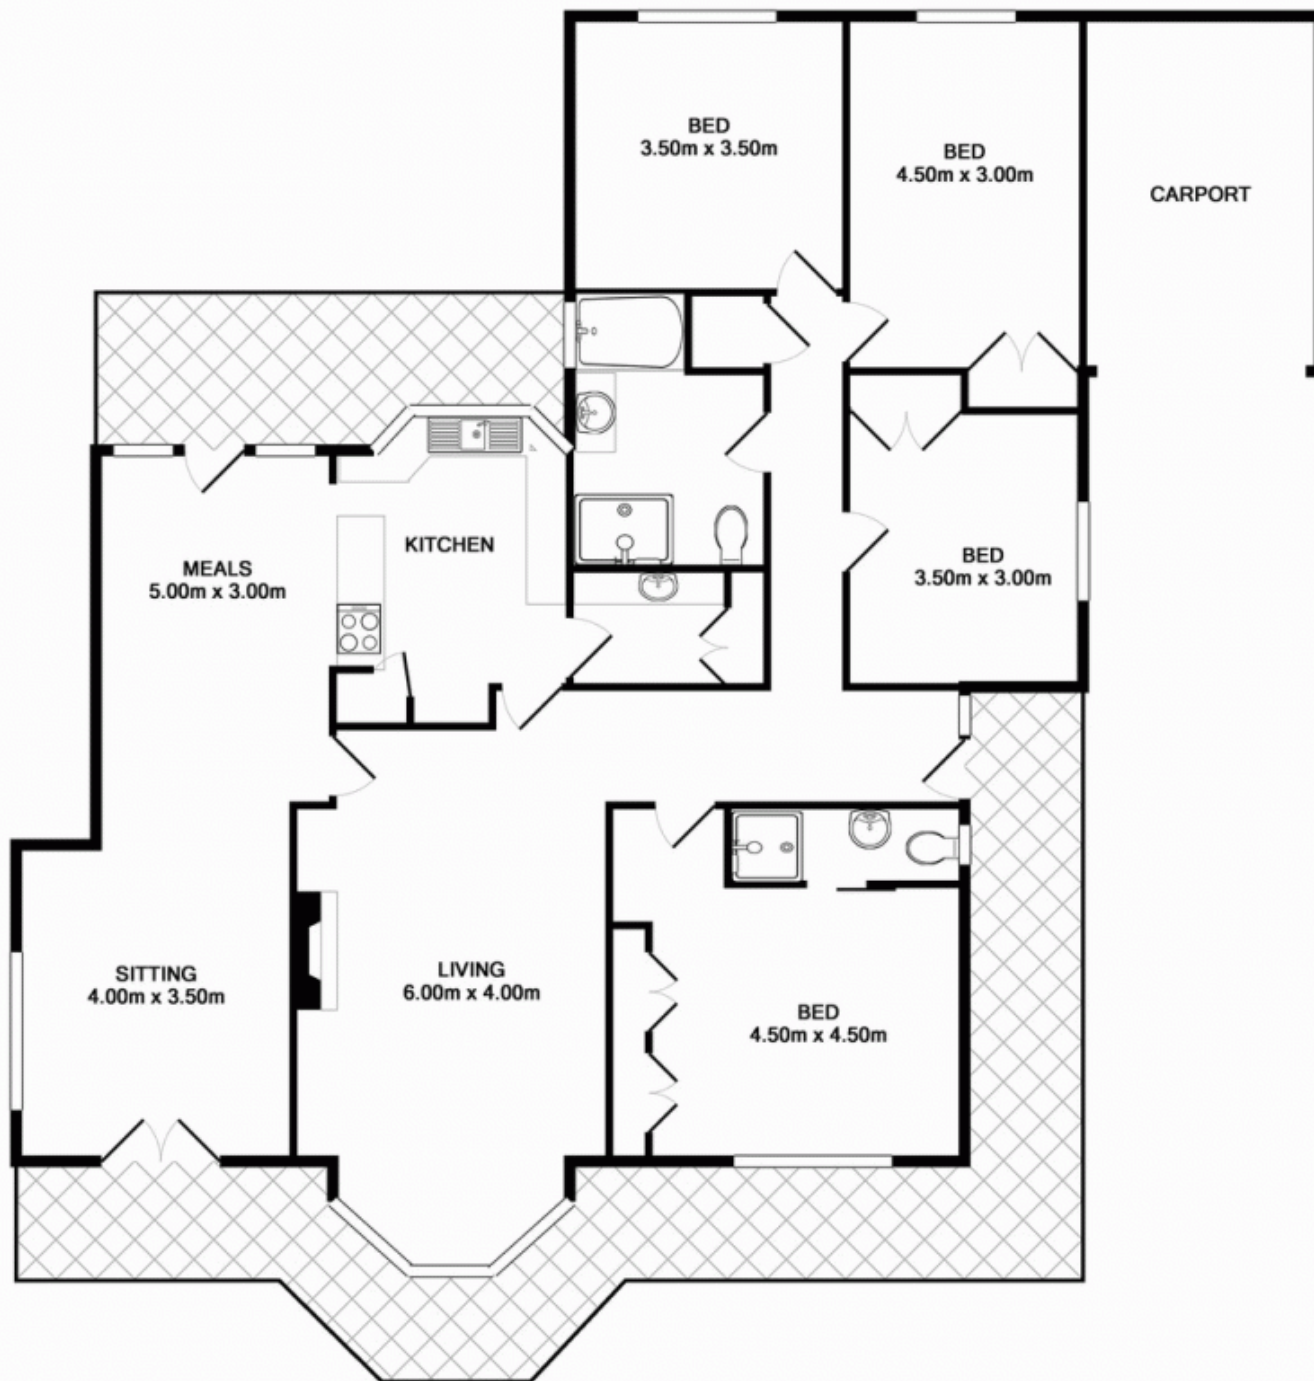 BED
3.50m x 3.50m
BED
4.50m x 3.00m
CARPORT
KITCHEN
MEALS
5.00m x 3.00m
BED
3.50m x 3.00m
SITTING
4.00m x 3.50m
LIVING
6.00m x 4.00m
BED
4.50m x 4.50m